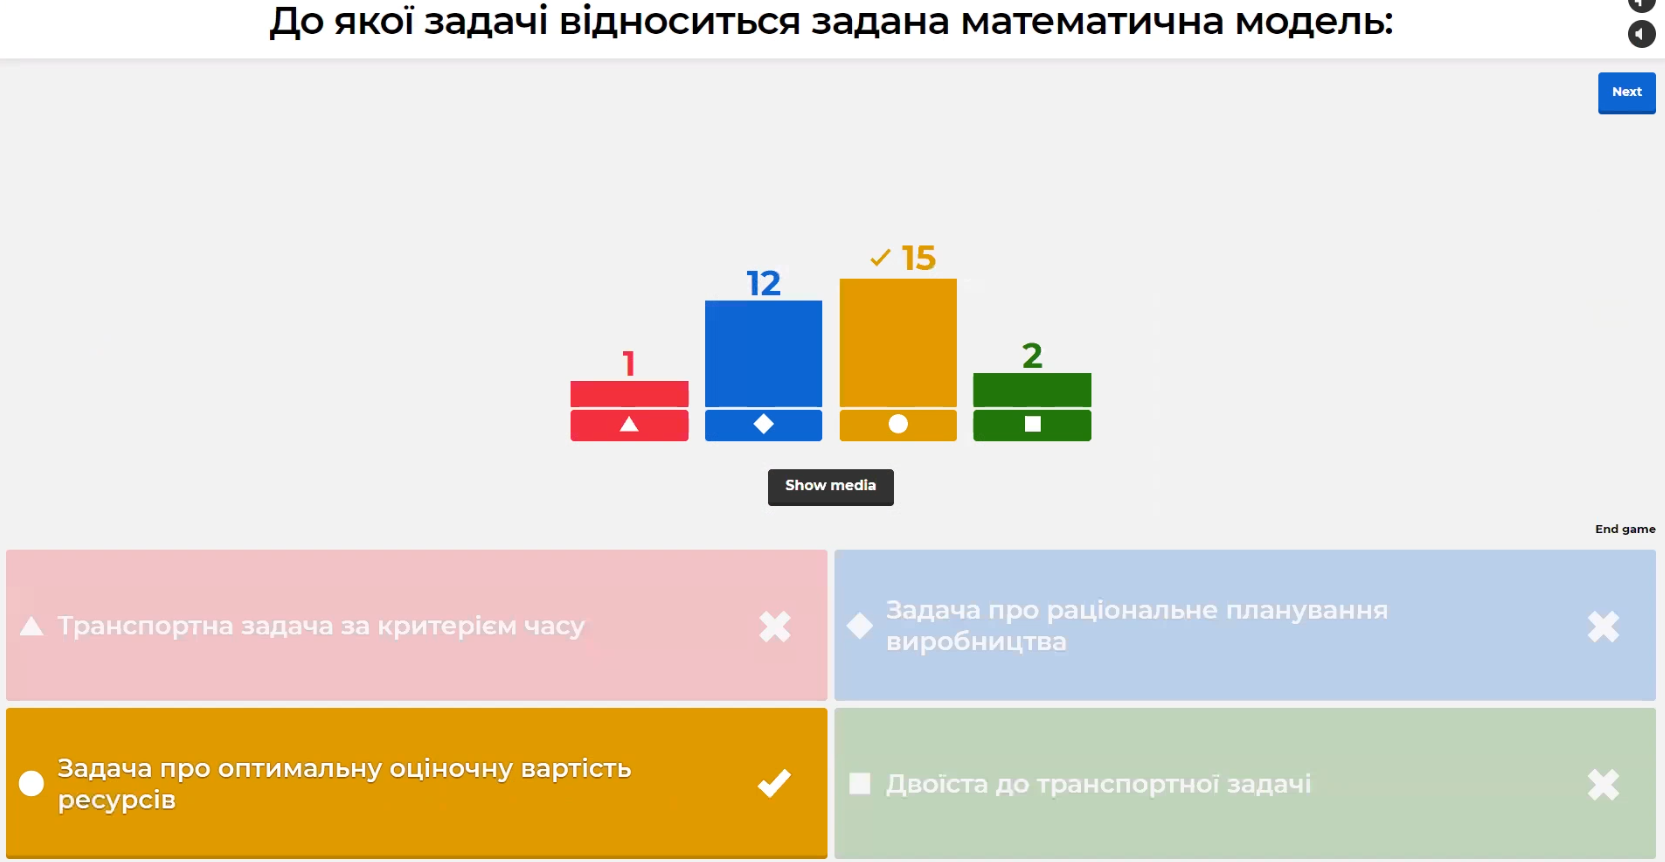 До якої задачі відноситься задана математична модель:
Next
1
12
15
2
Show media
End game
Транспортна задача за критерієм часу
Задача про раціональне планування
виробництва
Задача про оптимальну оціночну вартість
ресурсів
Двоїста до транспортної задачі